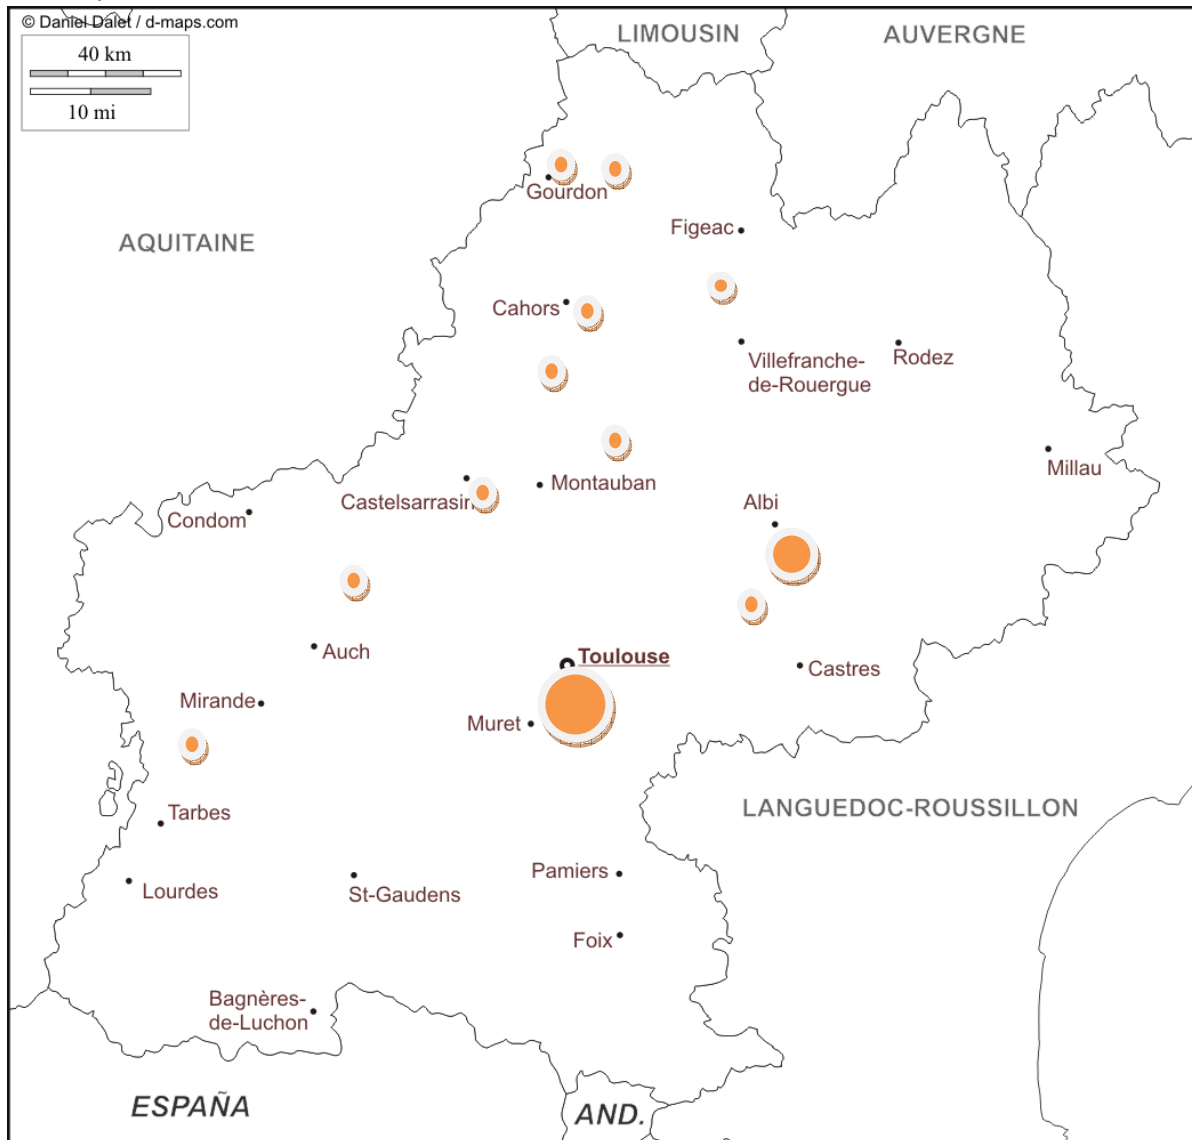 © Daniel Dalet / d-maps.com
40 km
10 mi
LIMOUSIN
AUVERGNE
Gourdon
Figeac
AQUITAINE
Cahors
Villefranche-
de-Rouergue
Rodez
Millau
Castelsarrasin
Montauban
Albi
Condom
Auch
Toulouse
Castres
Mirande
Muret
Tarbes
LANGUEDOC-ROUSSILLON
Lourdes
St-Gaudens
Pamiers
Foix
Bagnères-
de-Luchon
ESPAÑA
AND.